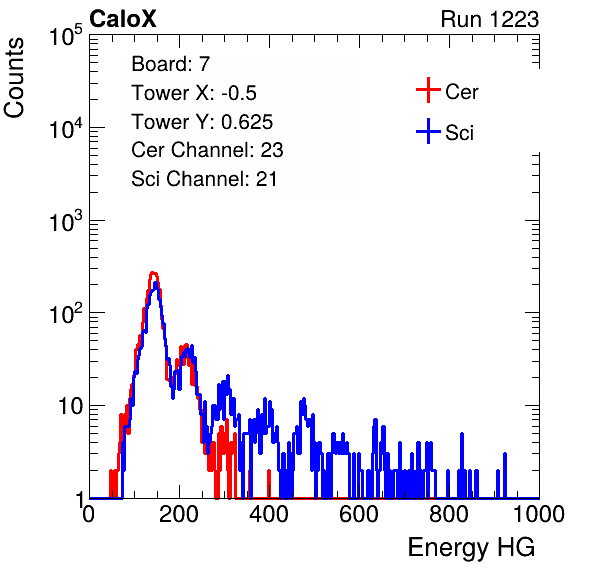 CaloX Run 1223
Counts
Board: 7
Tower X: -0.5
Tower Y: 0.625
Cer Channel: 23
Sci Channel: 21
Cer
Sci
10^5
10^4
10^3
10^2
10
1
0 200 400 600 800 1000
Energy HG